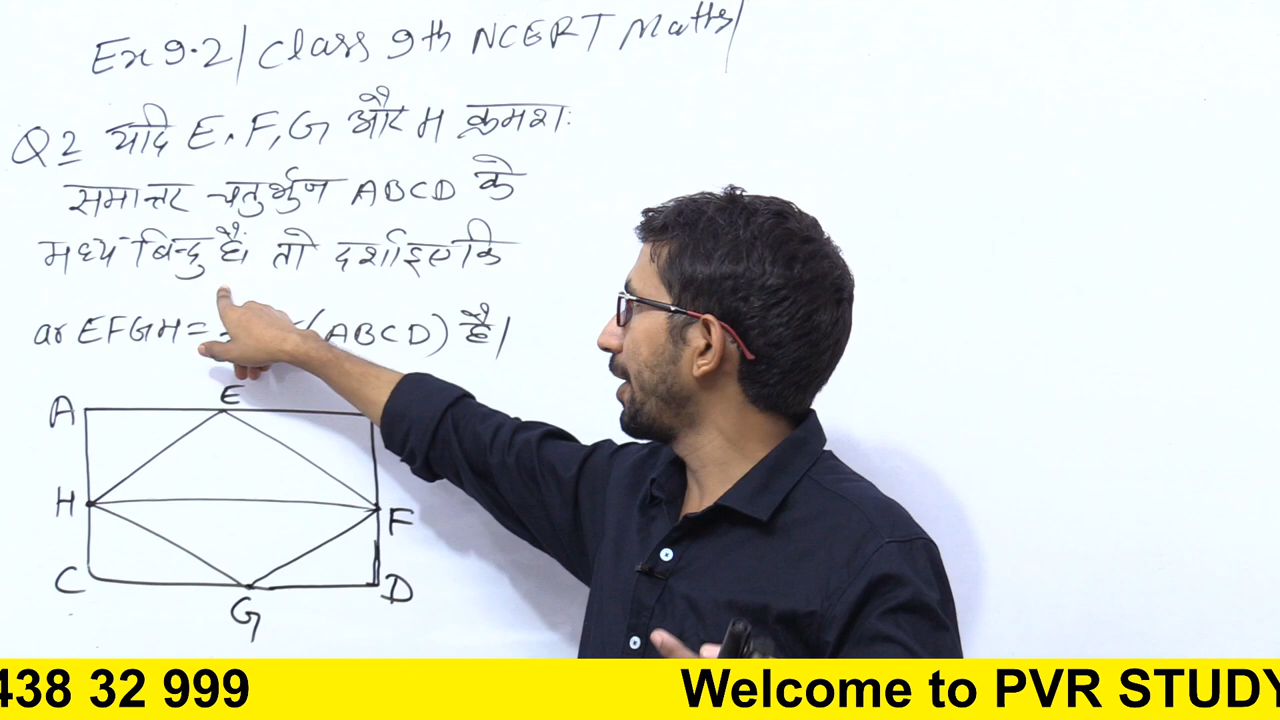 Ex 9.2 | Class 9th NCERT Maths |
Q 2 यदि E, F, G और H क्रमशः
समान्तर चतुर्भुज ABCD के
मध्य-बिन्दु हैं तो दर्शाइए कि
ar EFGH = (ABCD) है |
A E
H F
C G D
438 32 999 Welcome to PVR STUDY